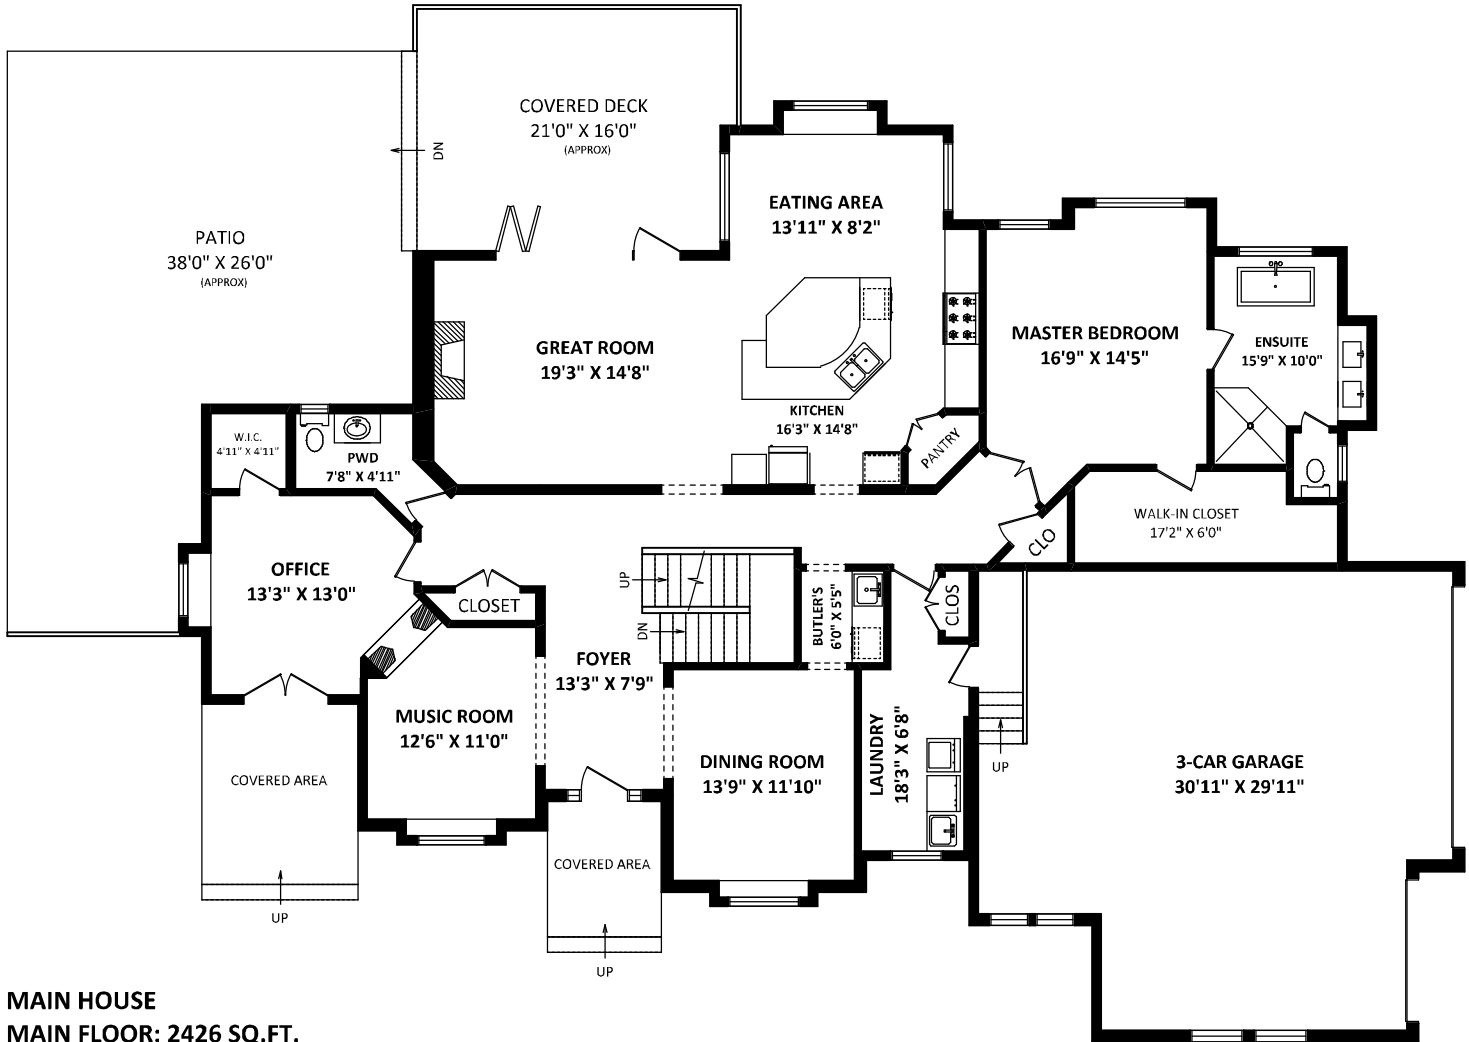 COVERED DECK
21'0" X 16'0"
(APPROX)
DN
EATING AREA
13'11" X 8'2"
PATIO
38'0" X 26'0"
(APPROX)
GREAT ROOM
19'3" X 14'8"
MASTER BEDROOM
16'9" X 14'5"
ENSUITE
15'9" X 10'0"
KITCHEN
16'3" X 14'8"
PANTRY
W.I.C.
4'11" X 4'11"
PWD
7'8" X 4'11"
WALK-IN CLOSET
17'2" X 6'0"
CLO
OFFICE
13'3" X 13'0"
CLOSET
UP
DN
BUTLER'S
6'0" X 5'5"
CLOS
FOYER
13'3" X 7'9"
MUSIC ROOM
12'6" X 11'0"
DINING ROOM
13'9" X 11'10"
LAUNDRY
18'3" X 6'8"
UP
3-CAR GARAGE
30'11" X 29'11"
COVERED AREA
UP
COVERED AREA
UP
MAIN HOUSE
MAIN FLOOR: 2426 SQ.FT.